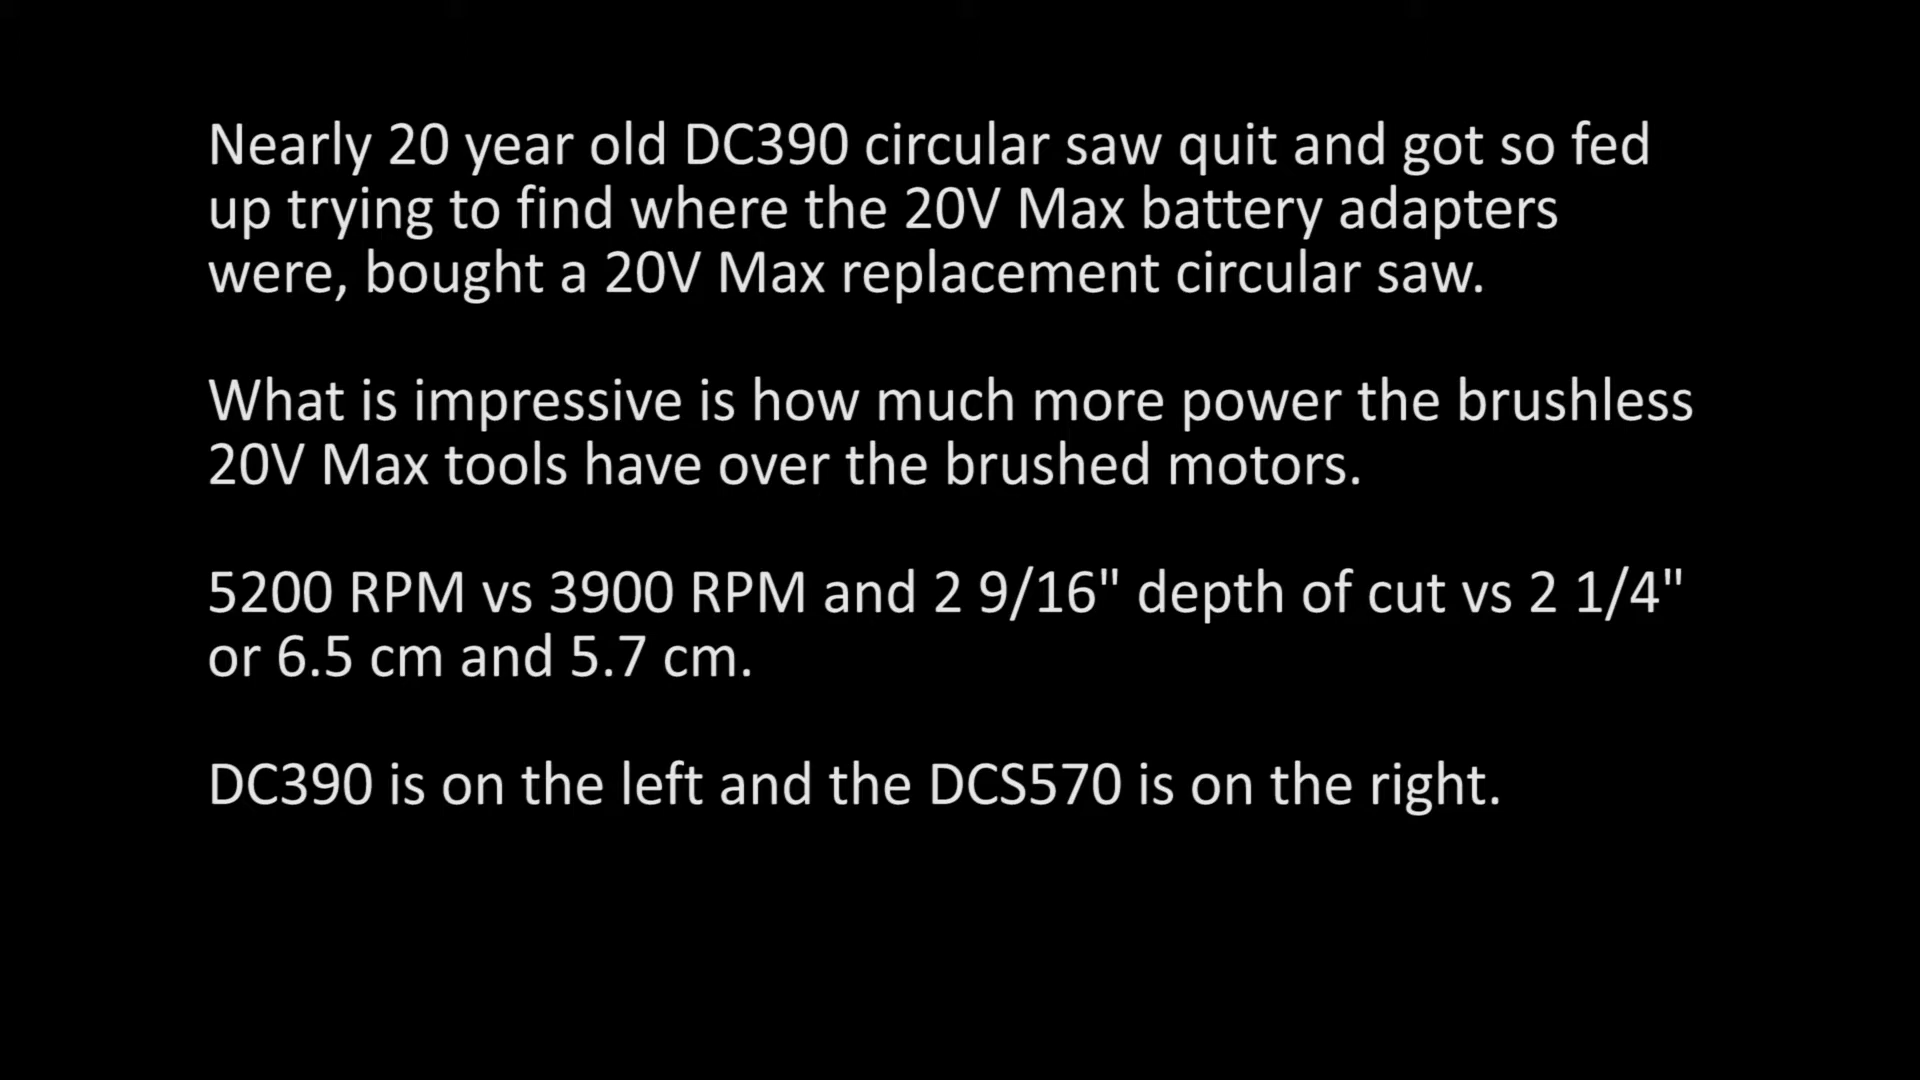 Nearly 20 year old DC390 circular saw quit and got so fed
up trying to find where the 20V Max battery adapters
were, bought a 20V Max replacement circular saw.
What is impressive is how much more power the brushless
20V Max tools have over the brushed motors.
5200 RPM vs 3900 RPM and 2 9/16" depth of cut vs 2 1/4"
or 6.5 cm and 5.7 cm.
DC390 is on the left and the DCS570 is on the right.